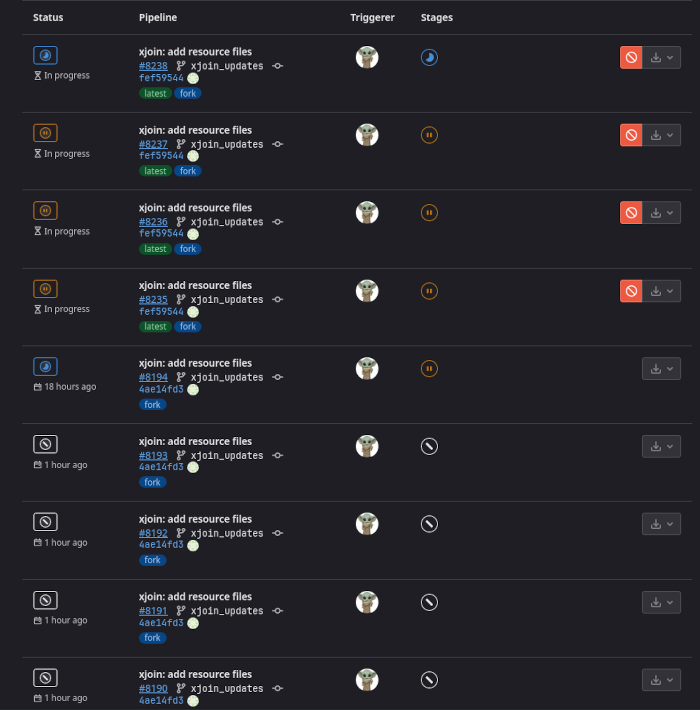 Status Pipeline Triggerer Stages
xjoin: add resource files
#8238 xjoin_updates
In progress fef59544
latest fork
xjoin: add resource files
#8237 xjoin_updates
In progress fef59544
latest fork
xjoin: add resource files
#8236 xjoin_updates
In progress fef59544
latest fork
xjoin: add resource files
#8235 xjoin_updates
In progress fef59544
latest fork
xjoin: add resource files
#8194 xjoin_updates
18 hours ago 4ae14fd3
fork
xjoin: add resource files
#8193 xjoin_updates
1 hour ago 4ae14fd3
fork
xjoin: add resource files
#8192 xjoin_updates
1 hour ago 4ae14fd3
fork
xjoin: add resource files
#8191 xjoin_updates
1 hour ago 4ae14fd3
fork
xjoin: add resource files
#8190 xjoin_updates
1 hour ago 4ae14fd3